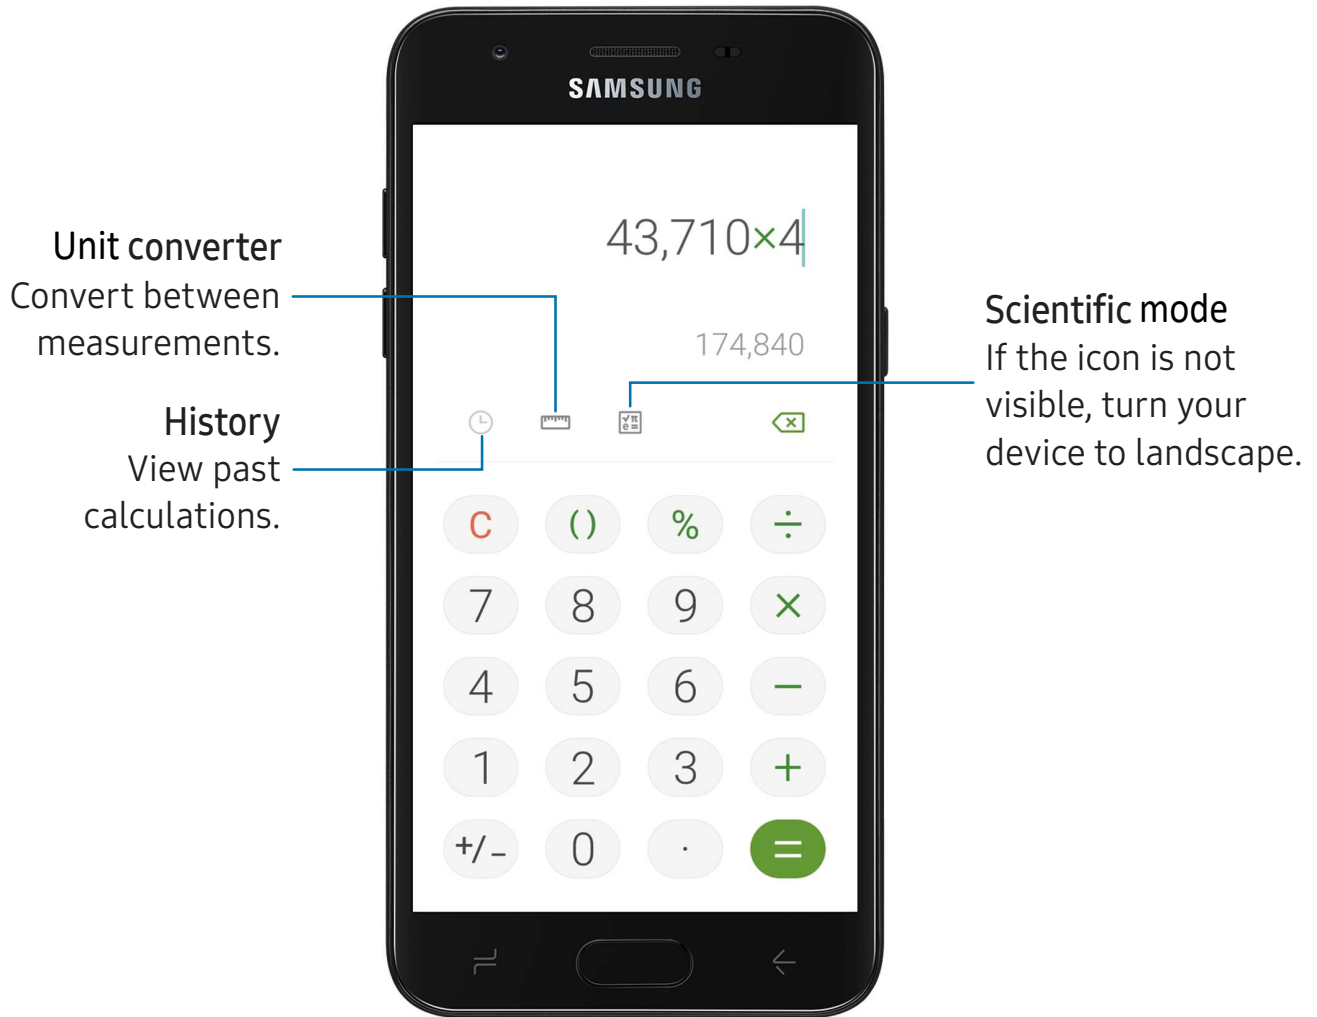 SAMSUNG
43,710×4
174,840
Unit converter
Convert between
measurements.
History
View past
calculations.
Scientific mode
If the icon is not
visible, turn your
device to landscape.
√π
e =
C () % ÷
7 8 9 ×
4 5 6 −
1 2 3 +
+/− 0 . =